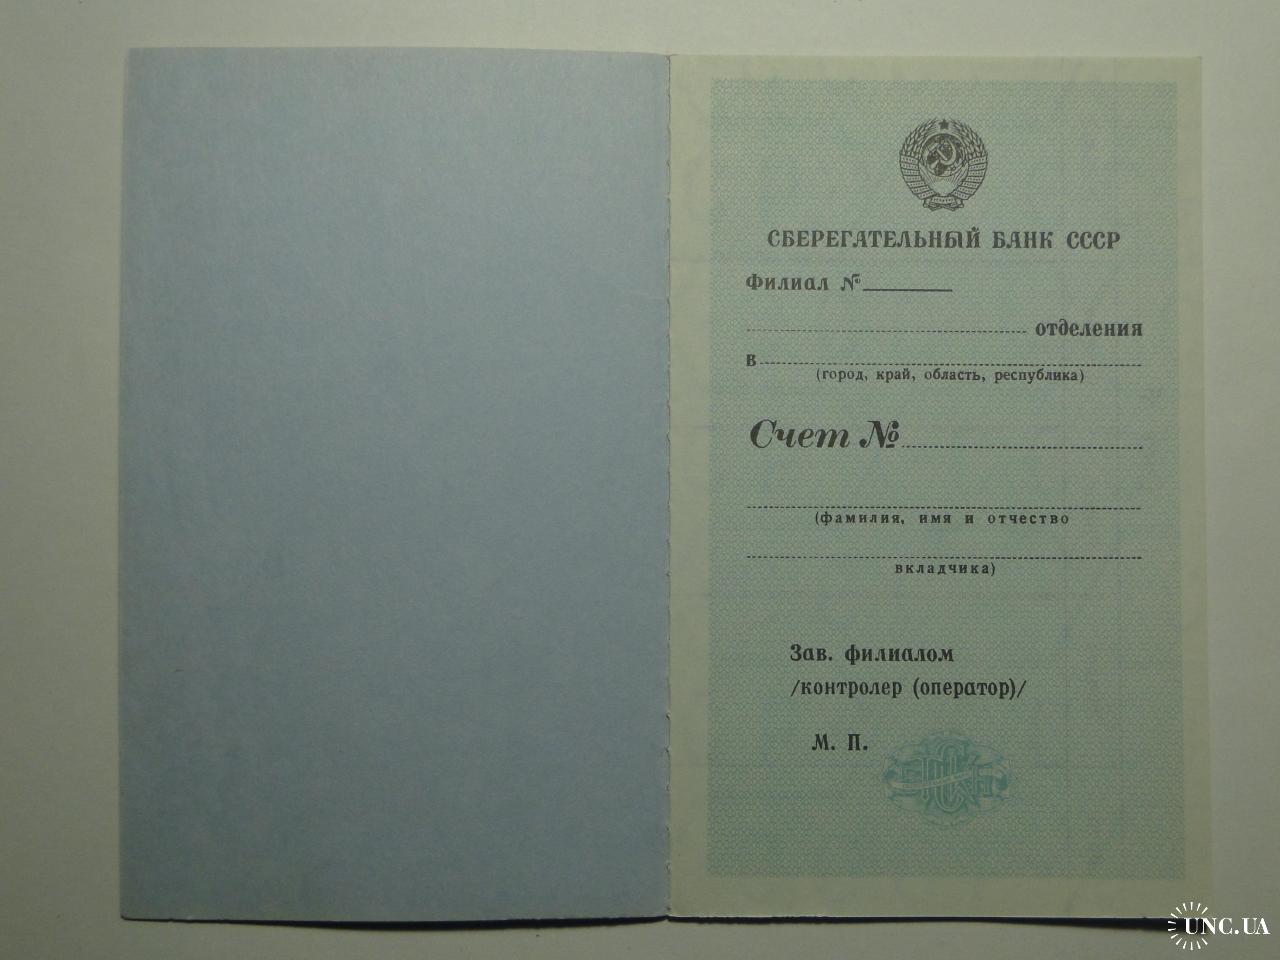 СБЕРЕГАТЕЛЬНЫЙ БАНК СССР
Филиал №
отделения
в
(город, край, область, республика)
Счет №
(фамилия, имя и отчество
вкладчика)
Зав. филиалом
/контролер (оператор)/
М. П.
UNC.UA